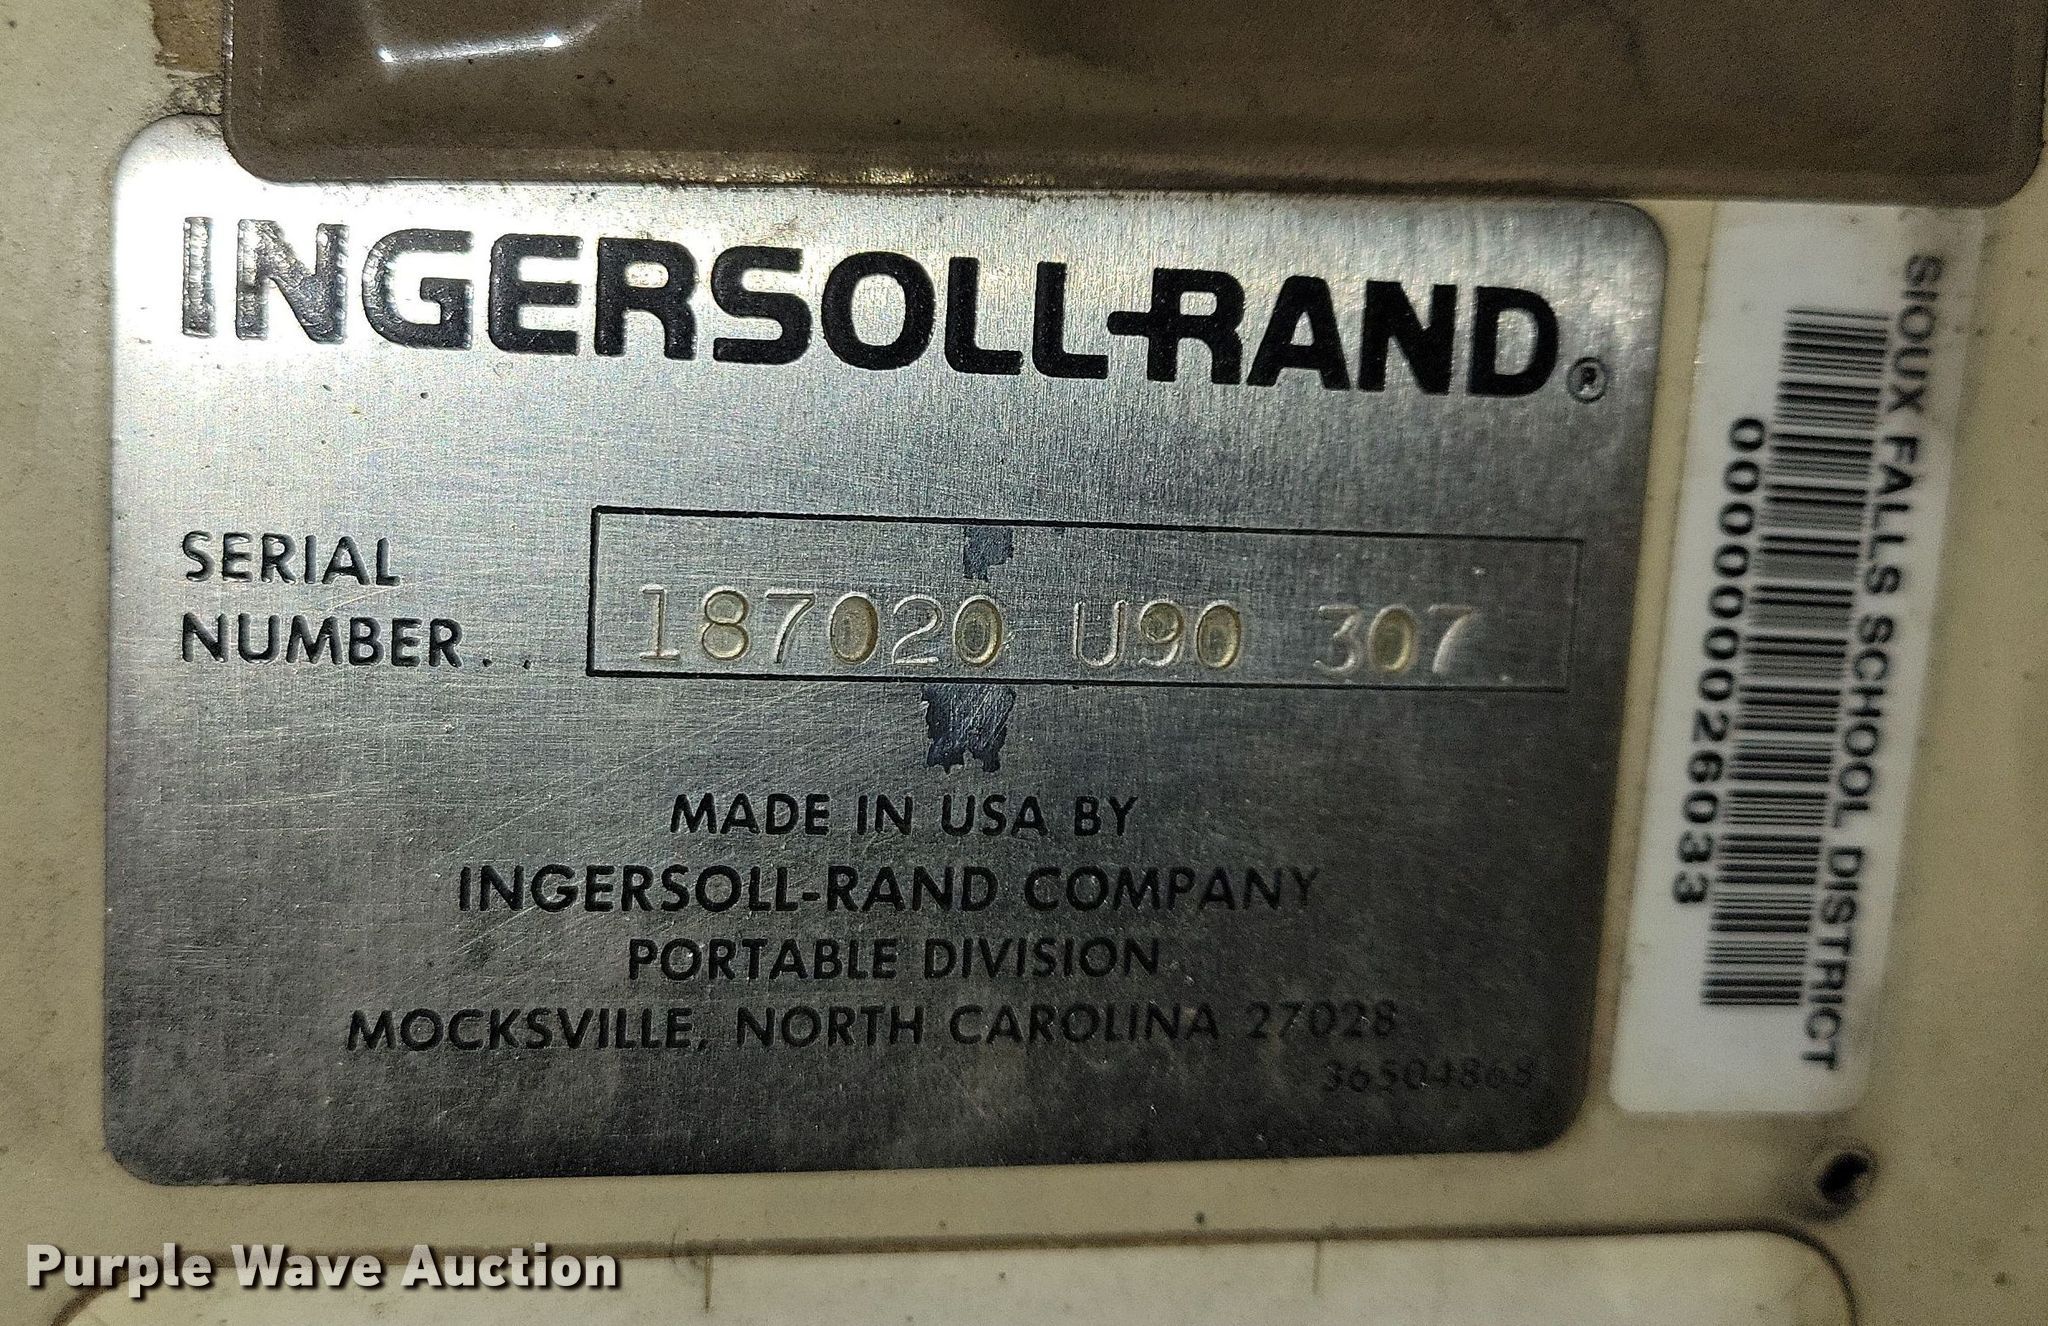 INGERSOLL-RAND®
SERIAL
NUMBER..
187020 U90 307
MADE IN USA BY
INGERSOLL-RAND COMPANY
PORTABLE DIVISION
MOCKSVILLE, NORTH CAROLINA 27028
36504868
SIOUX FALLS SCHOOL DISTRICT
00000000026033
Purple Wave Auction